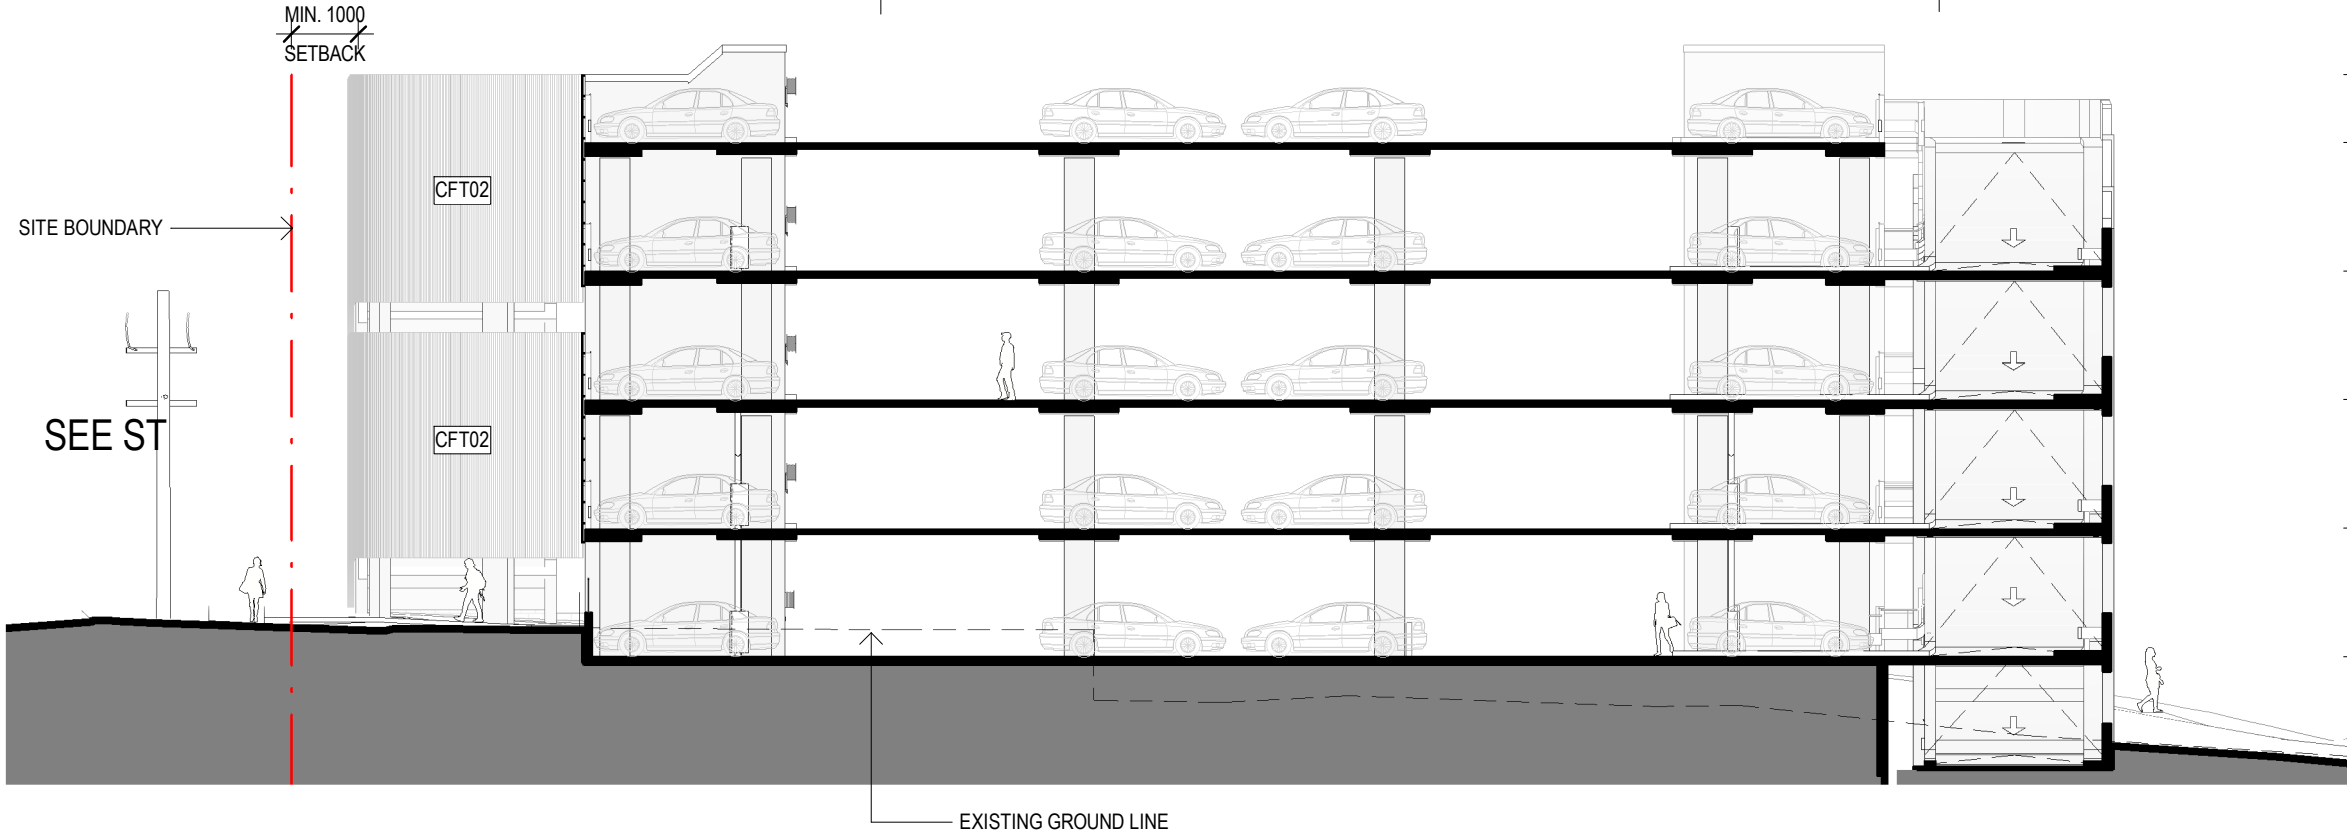 MIN. 1000
SETBACK
CFT02
SITE BOUNDARY
SEE ST
CFT02
EXISTING GROUND LINE